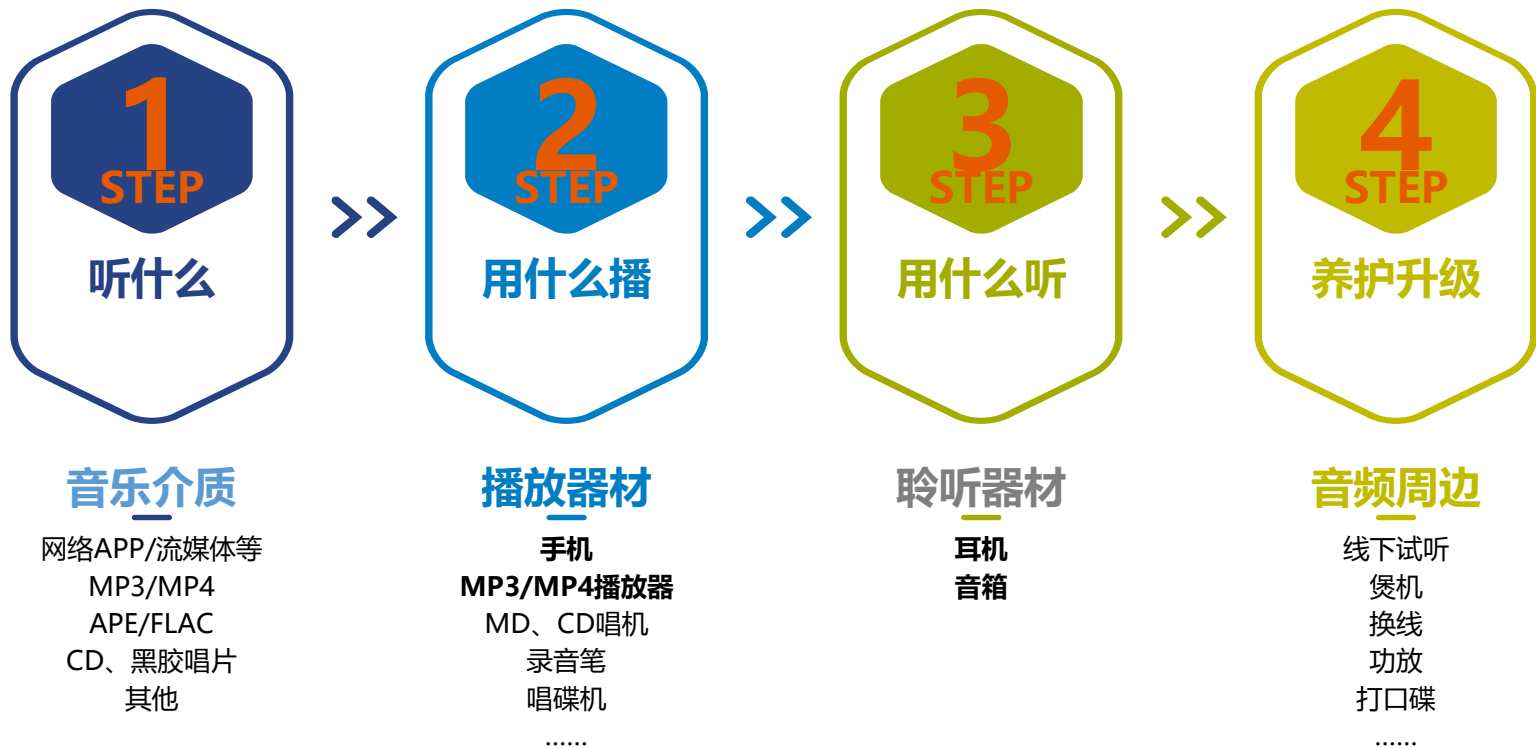 1
STEP
听什么
音乐介质
网络APP/流媒体等
MP3/MP4
APE/FLAC
CD、黑胶唱片
其他
2
STEP
用什么播
播放器材
手机
MP3/MP4播放器
MD、CD唱机
录音笔
唱碟机
......
3
STEP
用什么听
聆听器材
耳机
音箱
4
STEP
养护升级
音频周边
线下试听
煲机
换线
功放
打口碟
......